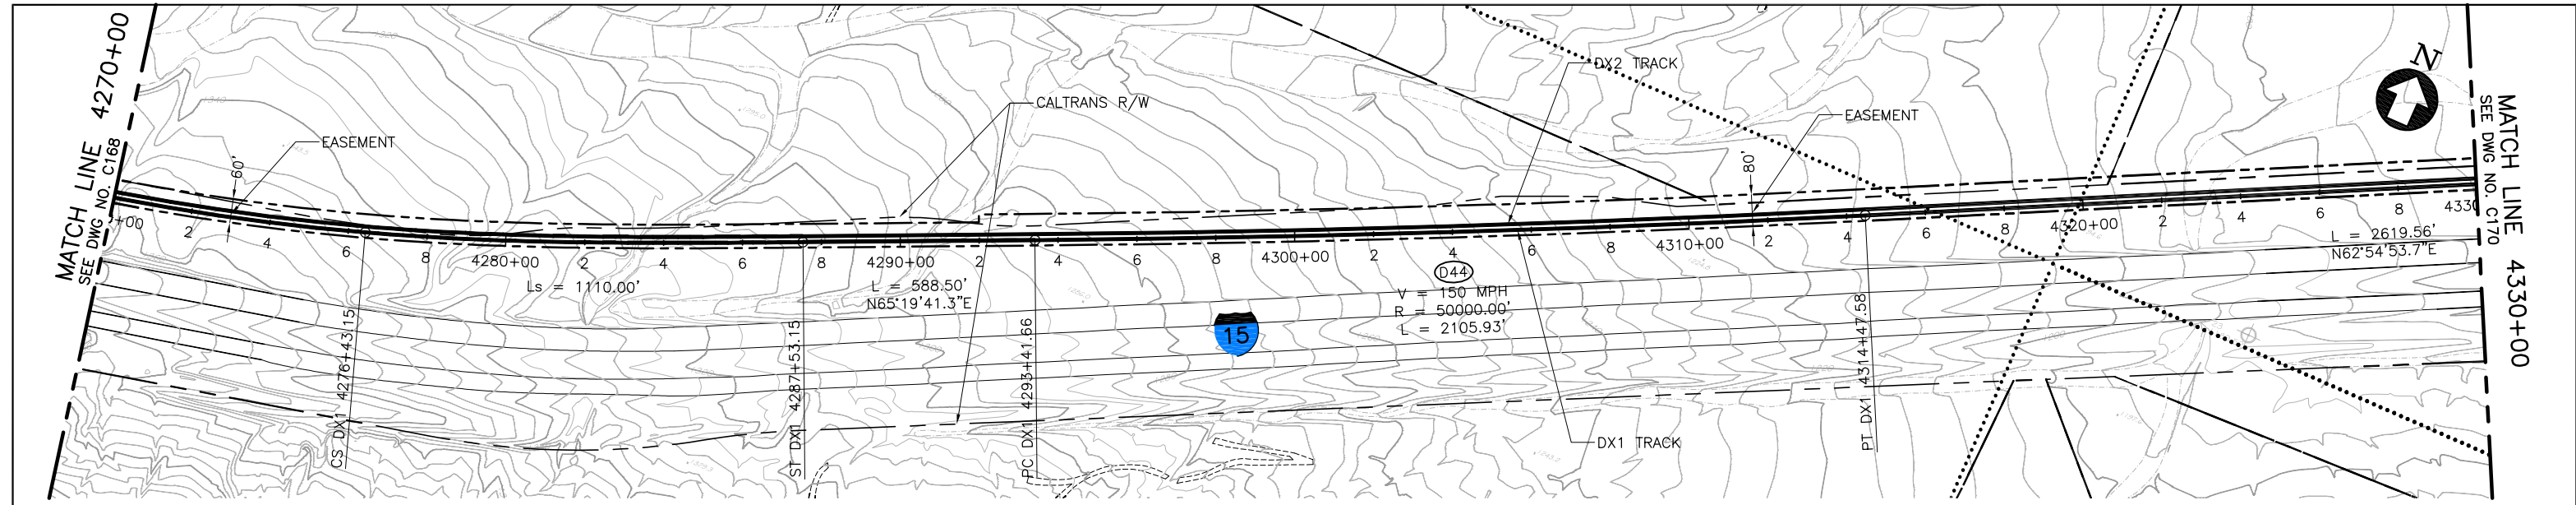 MATCH LINE 4270+00
SEE DWG NO. C168
EASEMENT
60'
CALTRANS R/W
DX2 TRACK
EASEMENT
80'
N
MATCH LINE 4330+00
SEE DWG NO. C170
+00
2
4
6
8
4280+00
2
4
6
8
4290+00
2
4
6
8
4300+00
2
4
6
8
4310+00
2
4
6
8
4320+00
2
4
6
8
4330
Ls = 1110.00'
L = 588.50'
N65°19'41.3"E
D44
V = 150 MPH
R = 50000.00'
L = 2105.93'
L = 2619.56'
N62°54'53.7"E
15
CS DX1 4276+43.15
ST DX1 4287+53.15
PC DX1 4293+41.66
PT DX1 4314+47.58
DX1 TRACK